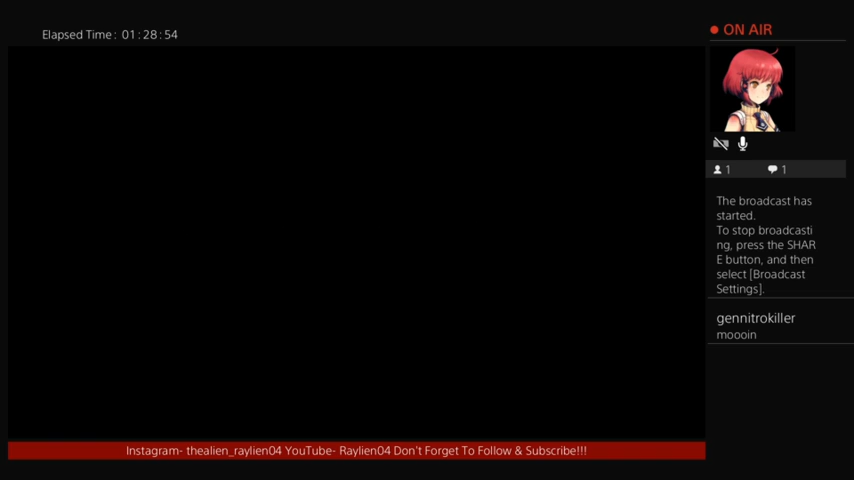 Elapsed Time: 01:28:54
ON AIR
1 1
The broadcast has
started.
To stop broadcasti
ng, press the SHAR
E button, and then
select [Broadcast
Settings].
gennitrokiller
moooin
Instagram- thealien_raylien04 YouTube- Raylien04 Don't Forget To Follow & Subscribe!!!